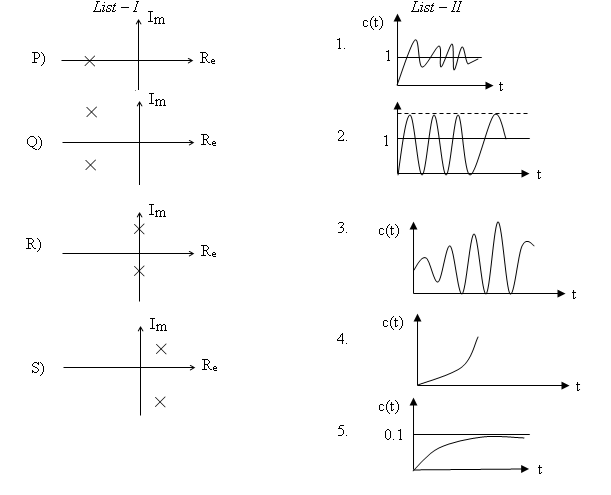 List – I
Im
P)
Re
Im
Q)
Re
Im
R)
Re
Im
S)
Re
List – II
c(t)
1.
1
t
2.
1
t
3.
c(t)
t
4.
c(t)
t
c(t)
5.
0.1
t